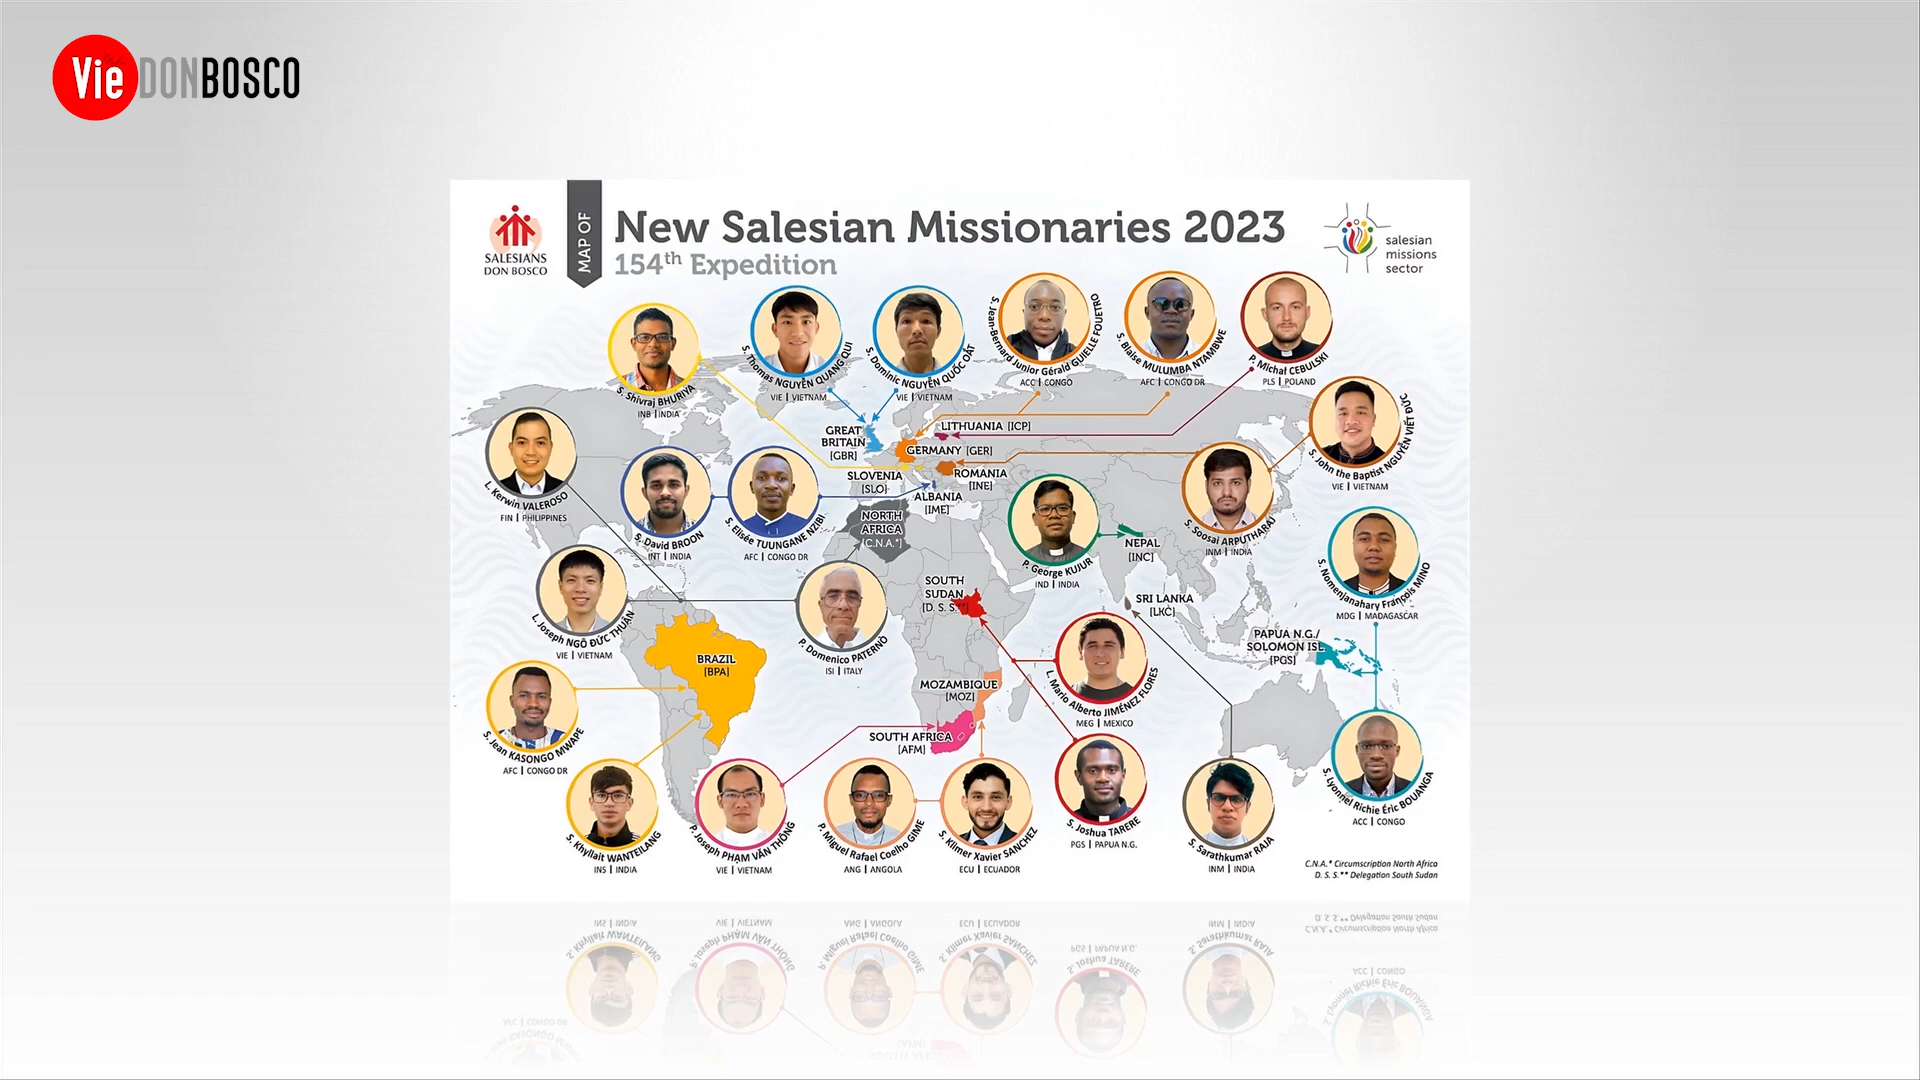 Vie DONBOSCO
SALESIANS
DON BOSCO
MAP OF
New Salesian Missionaries 2023
154th Expedition
salesian
missions
sector
S. Shivraj BHURIYA
INB | INDIA
S. Thomas NGUYỄN QUANG QUI
VIE | VIETNAM
S. Dominic NGUYỄN QUỐC OẮT
VIE | VIETNAM
S. Jean-Bernard Junior Gérald GUIELLE FOUETRO
ACC | CONGO
S. Blaise MULUMBA NTAMBWE
AFC | CONGO DR
P. Michał CEBULSKI
PLS | POLAND
S. John the Baptist NGUYỄN VIẾT ĐỨC
VIE | VIETNAM
L. Kerwin VALEROSO
FIN | PHILIPPINES
S. David BROON
INT | INDIA
S. Elisée TUUNGANE NZIBI
AFC | CONGO DR
GREAT
BRITAIN
[GBR]
LITHUANIA [ICP]
GERMANY [GER]
SLOVENIA
[SLO]
ROMANIA
[INE]
ALBANIA
[IME]
NORTH
AFRICA
[C.N.A.*]
P. George KUJUR
IND | INDIA
NEPAL
[INC]
S. Soosai ARPUTHARAJ
INM | INDIA
S. Nomenjanahary François MINO
MDG | MADAGASCAR
L. Joseph NGÔ ĐỨC THUẬN
VIE | VIETNAM
P. Domenico PATERNÒ
ISI | ITALY
SOUTH
SUDAN
[D. S. S.**]
SRI LANKA
[LKC]
PAPUA N.G./
SOLOMON ISL.
[PGS]
BRAZIL
[BPA]
MOZAMBIQUE
[MOZ]
L. Mario Alberto JIMÉNEZ FLORES
MEG | MEXICO
S. Jean KASONGO MWAPE
AFC | CONGO DR
SOUTH AFRICA
[AFM]
S. Khyllait WANTEILANG
INS | INDIA
P. Joseph PHẠM VĂN THÔNG
VIE | VIETNAM
P. Miguel Rafael Coelho GIME
ANG | ANGOLA
S. Klimer Xavier SANCHEZ
ECU | ECUADOR
S. Joshua TARERE
PGS | PAPUA N.G.
S. Sarathkumar RAJA
INM | INDIA
S. Lyonnel Richie Éric BOUANGA
ACC | CONGO
C.N.A.* Circumscription North Africa
D. S. S.** Delegation South Sudan